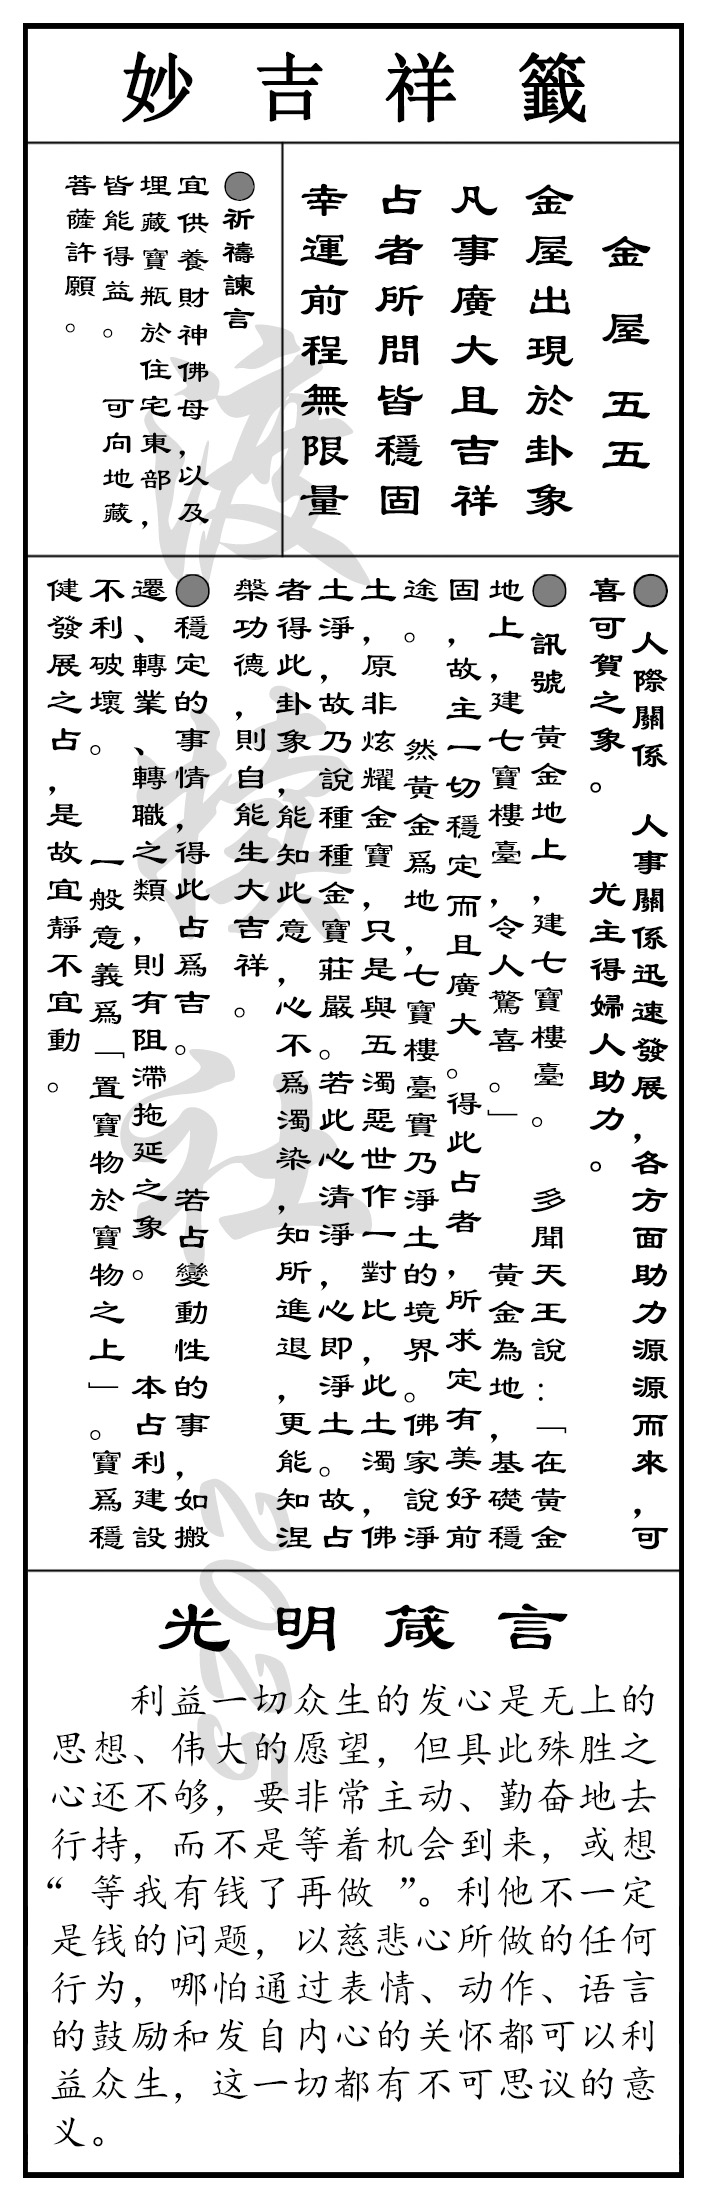 妙吉祥籤
金屋 五五
金屋出現於卦象
凡事廣大且吉祥
占者所問皆穩固
幸運前程無限量
●祈禱諫言
宜供養財神佛母,以及
埋藏寶瓶於住宅東部,
皆能得益。 可向地藏
菩薩許願。
● 人際關係 人事關係迅速發展,各方面助力源源而來,可
喜可賀之象。 尤主得婦人助力。
● 訊號 黃金地上,建七寶樓臺。 多聞天王說:「在黃金
地上,建七寶樓臺,令人驚喜。」 黃金為地,基礎穩
固,故主一切穩定而且廣大。得此占者,所求定有美好前
途。 然黃金爲地,七寶樓臺實乃淨土的境界。佛家說淨
土,原非炫耀金寶,只是與五濁惡世作一對比,此土濁,佛
土淨,故乃說種種金寶莊嚴。若此心清淨,心即淨土。故占
者得此卦象,能知此意,心不爲濁染,知所進退,更能知涅
槃功德,則自能生大吉祥。
● 穩定的事情,得此占爲吉。 若占變動性的事,如搬
遷、轉業、轉職之類,則有阻滯拖延之象。 本占利建設
不利破壞。 一般意義爲「置寶物於寶物之上」。寶爲穩
健發展之占,是故宜靜不宜動。
渡 社 2025
光明箴言
利益一切众生的发心是无上的
思想、伟大的愿望，但具此殊胜之
心还不够，要非常主动、勤奋地去
行持，而不是等着机会到来，或想
“ 等我有钱了再做 ”。利他不一定
是钱的问题，以慈悲心所做的任何
行为，哪怕通过表情、动作、语言
的鼓励和发自内心的关怀都可以利
益众生，这一切都有不可思议的意
义。